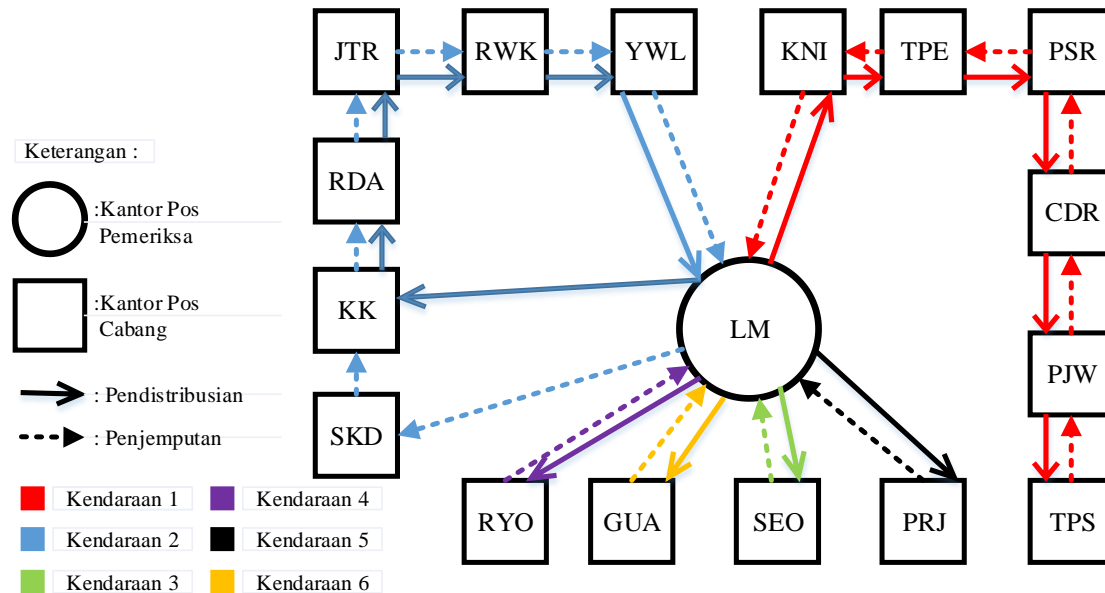 JTR
RWK
YWL
KNI
TPE
PSR
Keterangan :
RDA
CDR
:Kantor Pos
Pemeriksa
KK
LM
:Kantor Pos
Cabang
PJW
: Pendistribusian
SKD
: Penjemputan
RYO
GUA
SEO
PRJ
TPS
Kendaraan 1
Kendaraan 4
Kendaraan 2
Kendaraan 5
Kendaraan 3
Kendaraan 6